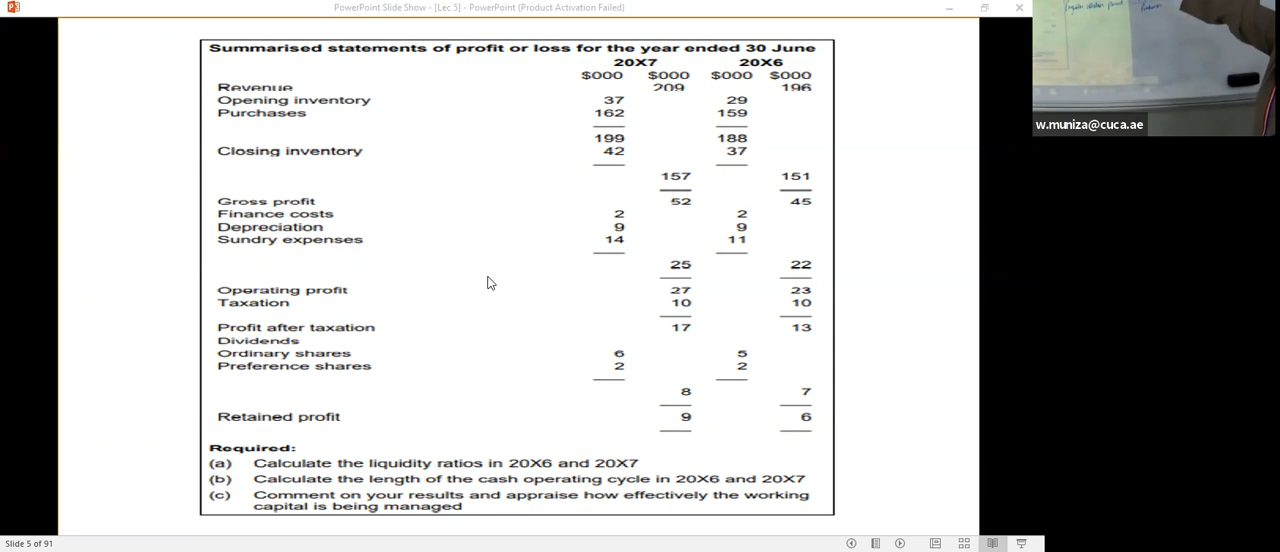 PowerPoint Slide Show - [Lec 5] - PowerPoint (Product Activation Failed)
w.muniza@cuca.ae
Summarised statements of profit or loss for the year ended 30 June
20X7 20X6
$000 $000 $000 $000
Revenue 209 196
Opening inventory 37 29
Purchases 162 159
199 188
Closing inventory 42 37
157 151
Gross profit 52 45
Finance costs 2 2
Depreciation 9 9
Sundry expenses 14 11
25 22
Operating profit 27 23
Taxation 10 10
Profit after taxation 17 13
Dividends
Ordinary shares 6 5
Preference shares 2 2
8 7
Retained profit 9 6
Required:
(a) Calculate the liquidity ratios in 20X6 and 20X7
(b) Calculate the length of the cash operating cycle in 20X6 and 20X7
(c) Comment on your results and appraise how effectively the working
capital is being managed
Slide 5 of 91